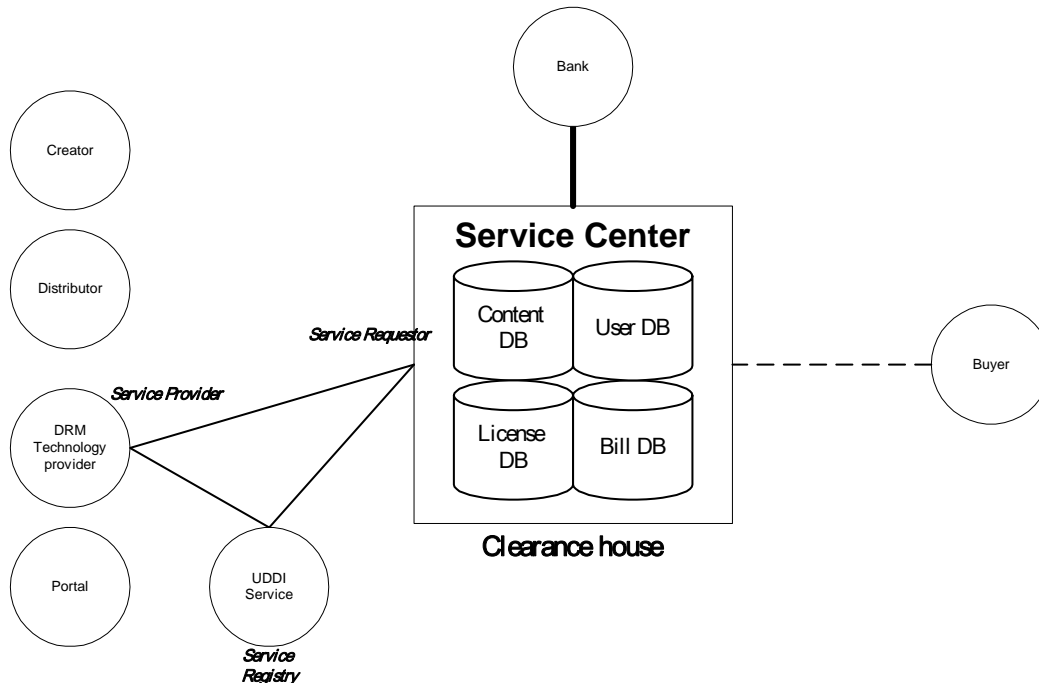 Bank
Creator
Service Center
Distributor
Content
DB
User DB
Service Requestor
Buyer
Service Provider
DRM
Technology
provider
License
DB
Bill DB
Clearance house
Portal
UDDI
Service
Service
Registry